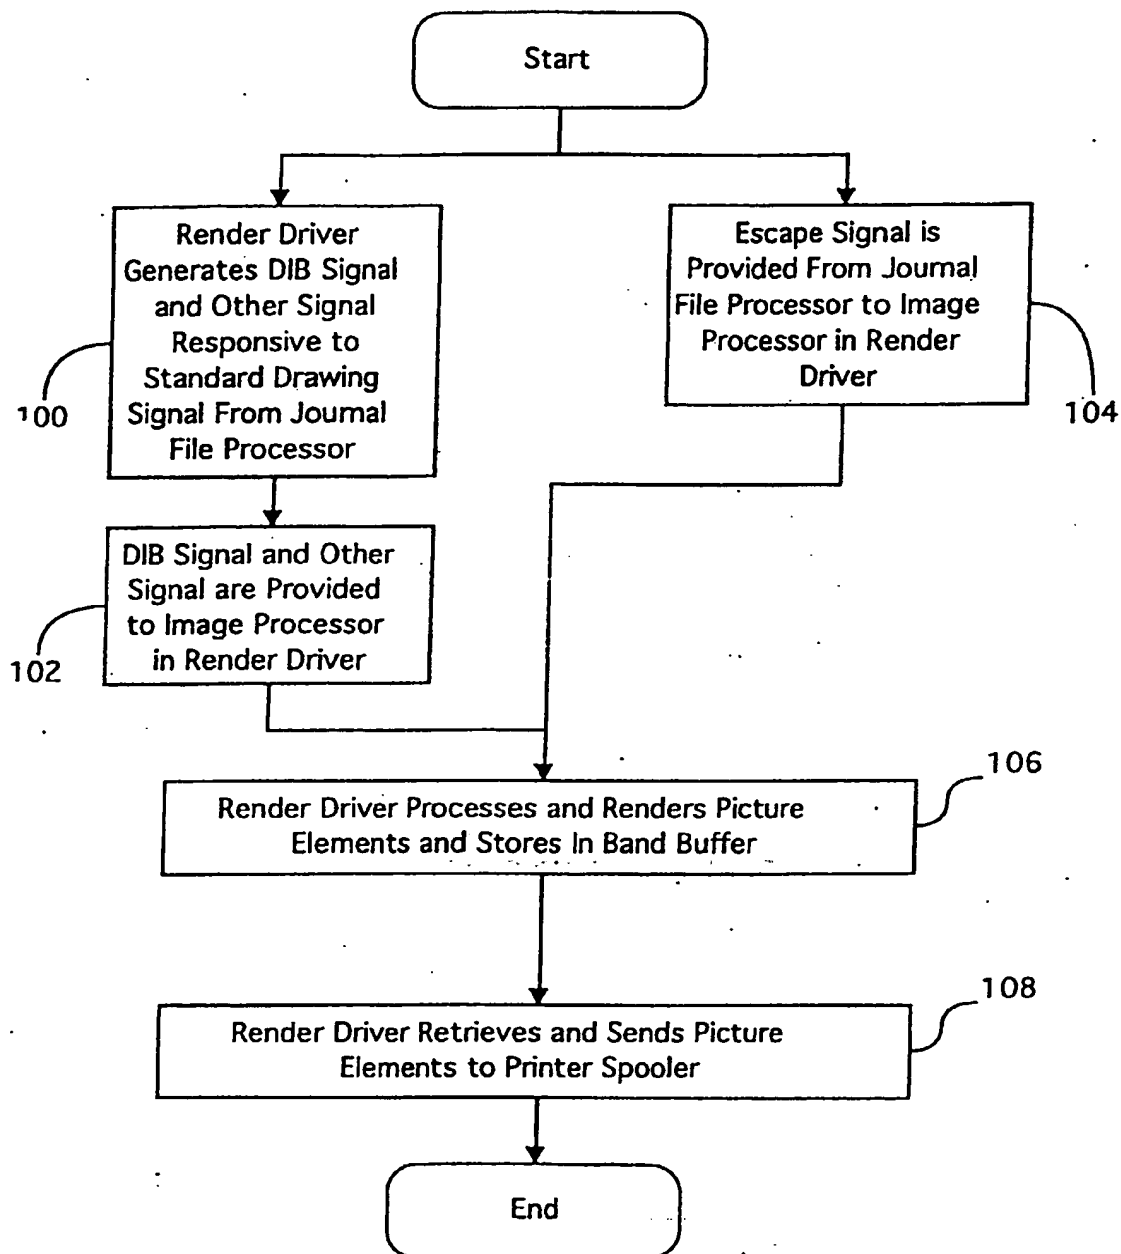 Start
Render Driver
Generates DIB Signal
and Other Signal
Responsive to
Standard Drawing
Signal From Journal
File Processor
100
Escape Signal is
Provided From Journal
File Processor to Image
Processor in Render
Driver
104
DIB Signal and Other
Signal are Provided
to Image Processor
in Render Driver
102
106
Render Driver Processes and Renders Picture
Elements and Stores In Band Buffer
108
Render Driver Retrieves and Sends Picture
Elements to Printer Spooler
End